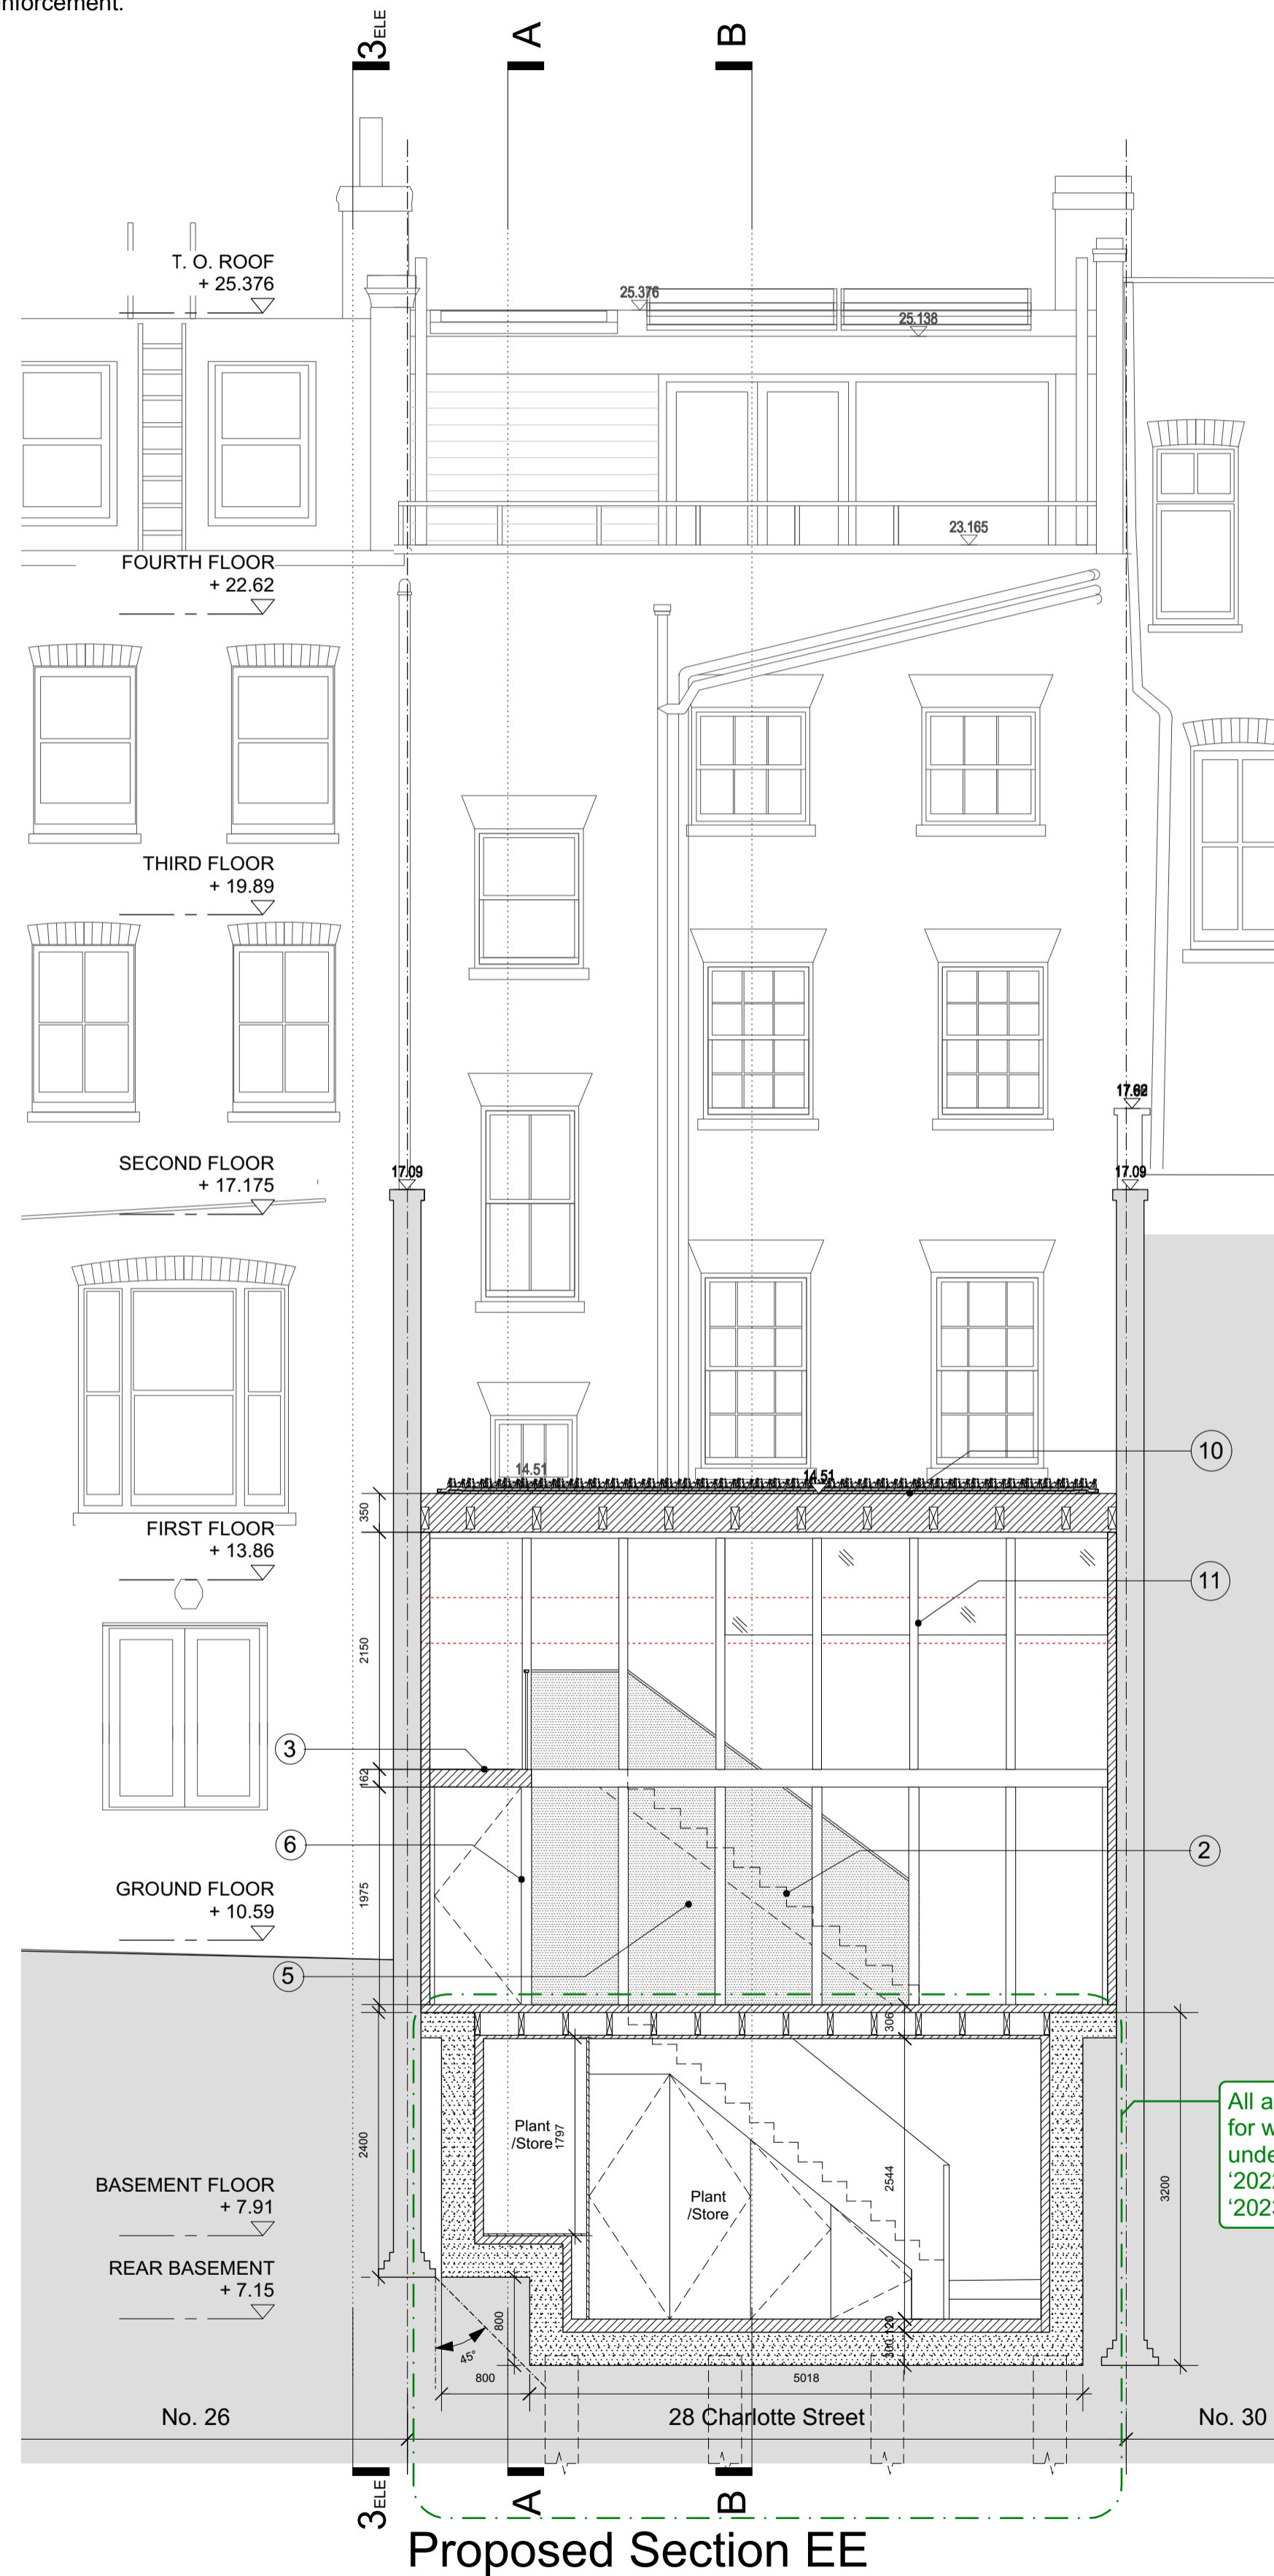 nforcement.
3ELE
A
B
T. O. ROOF
+ 25.376
25.376
25.138
23.165
FOURTH FLOOR
+ 22.62
THIRD FLOOR
+ 19.89
SECOND FLOOR
+ 17.175
17.09
17.09
14.51
14.51
10
350
FIRST FLOOR
+ 13.86
11
2150
3
162
6
2
1975
GROUND FLOOR
+ 10.59
5
306
Plant
/Store
1797
2400
2544
Plant
/Store
3200
All a
for w
unde
‘2022
‘2023
BASEMENT FLOOR
+ 7.91
REAR BASEMENT
+ 7.15
800
120
300
45°
800
5018
No. 26
28 Charlotte Street
No. 30
3ELE
A
B
Proposed Section EE